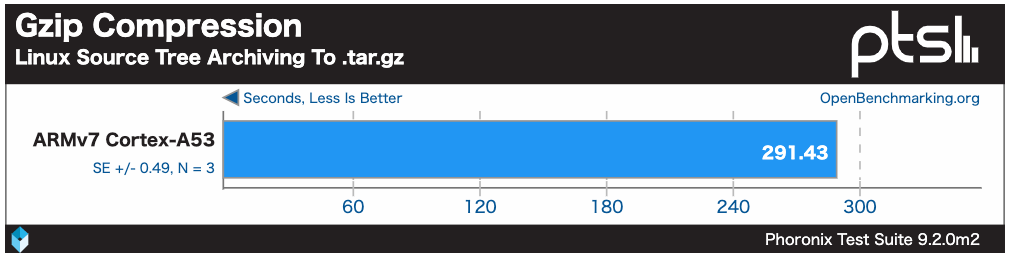 Gzip Compression
Linux Source Tree Archiving To .tar.gz
ptsl
Seconds, Less Is Better
OpenBenchmarking.org
ARMv7 Cortex-A53
SE +/- 0.49, N = 3
291.43
60 120 180 240 300
Phoronix Test Suite 9.2.0m2